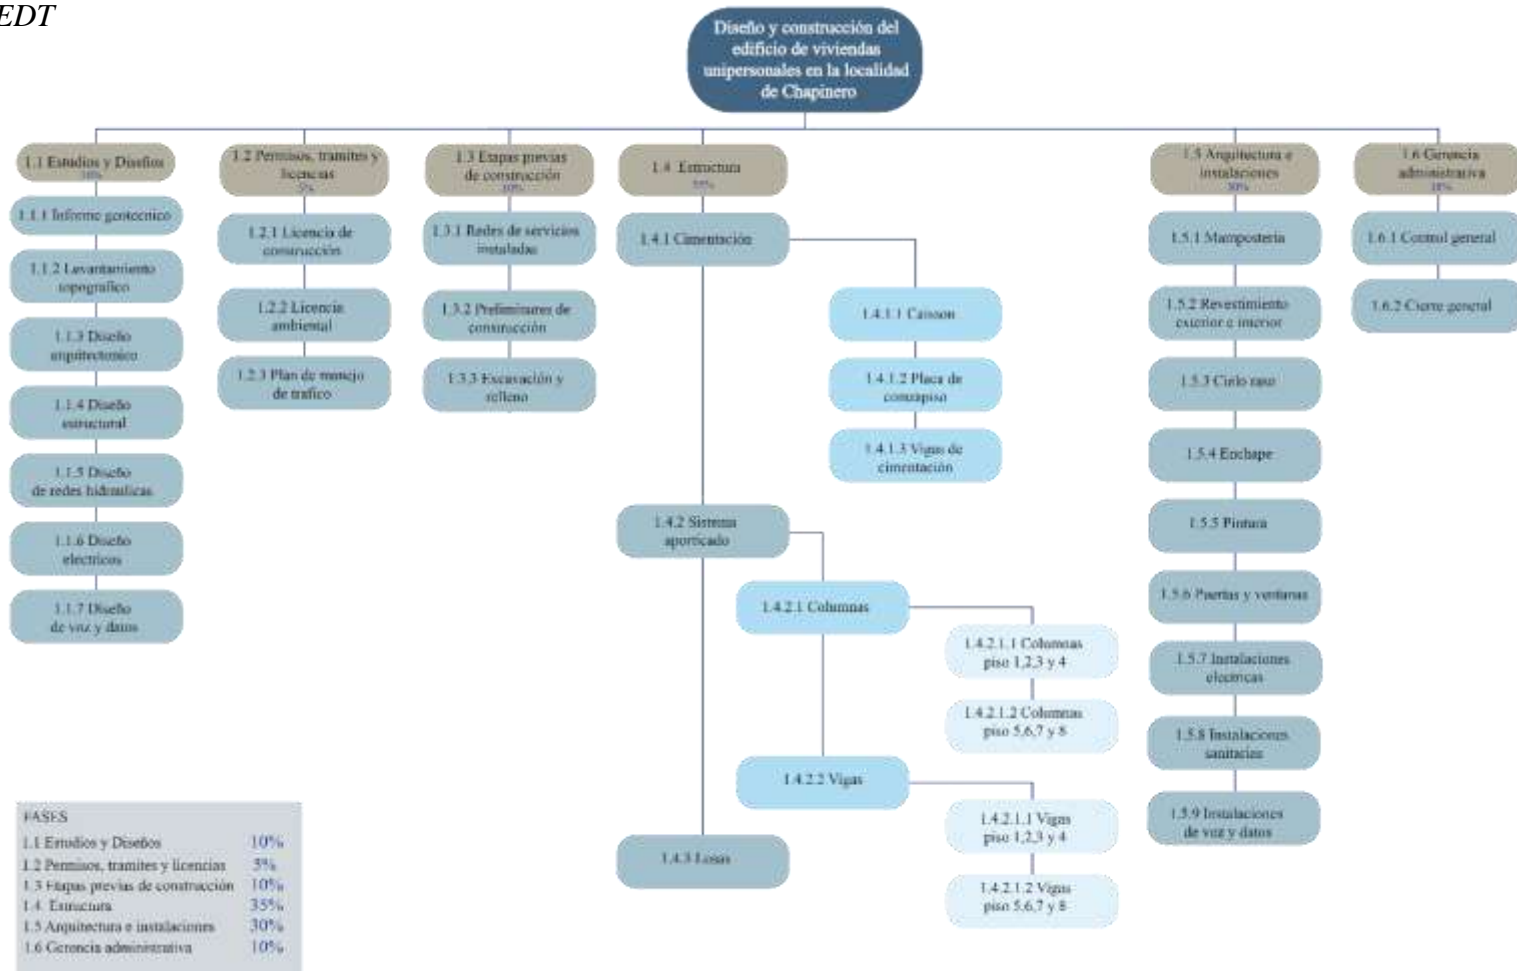 EDT
Diseño y construcción del
edificio de viviendas
unipersonales en la localidad
de Chapinero
1.1 Estudios y Diseños
10%
1.1.1 Informe geotecnico
1.1.2 Levantamiento
topografico
1.1.3 Diseño
arquitectonico
1.1.4 Diseño
estructural
1.1.5 Diseño
de redes hidraulicas
1.1.6 Diseño
electricos
1.1.7 Diseño
de voz y datos
1.2 Permisos, tramites y
licencias
5%
1.2.1 Licencia de
construcción
1.2.2 Licencia
ambiental
1.2.3 Plan de manejo
de trafico
1.3 Etapas previas
de construcción
10%
1.3.1 Redes de servicios
instaladas
1.3.2 Preliminares de
construcción
1.3.3 Excavación y
relleno
1.4 Estructura
35%
1.4.1 Cimentación
1.4.1.1 Caisson
1.4.1.2 Placa de
contrapiso
1.4.1.3 Vigas de
cimentación
1.4.2 Sistema
aporticado
1.4.2.1 Columnas
1.4.2.1.1 Columnas
piso 1,2,3 y 4
1.4.2.1.2 Columnas
piso 5,6,7 y 8
1.4.2.2 Vigas
1.4.2.1.1 Vigas
piso 1,2,3 y 4
1.4.2.1.2 Vigas
piso 5,6,7 y 8
1.4.3 Losas
1.5 Arquitectura e
instalaciones
30%
1.5.1 Mamposteria
1.5.2 Revestimiento
exterior e interior
1.5.3 Cielo raso
1.5.4 Enchape
1.5.5 Pintura
1.5.6 Puertas y ventanas
1.5.7 Instalaciones
electricas
1.5.8 Instalaciones
sanitarias
1.5.9 Instalaciones
de voz y datos
1.6 Gerencia
administrativa
10%
1.6.1 Control general
1.6.2 Cierre general
FASES
1.1 Estudios y Diseños 10%
1.2 Permisos, tramites y licencias 5%
1.3 Etapas previas de construcción 10%
1.4 Estructura 35%
1.5 Arquitectura e instalaciones 30%
1.6 Gerencia administrativa 10%